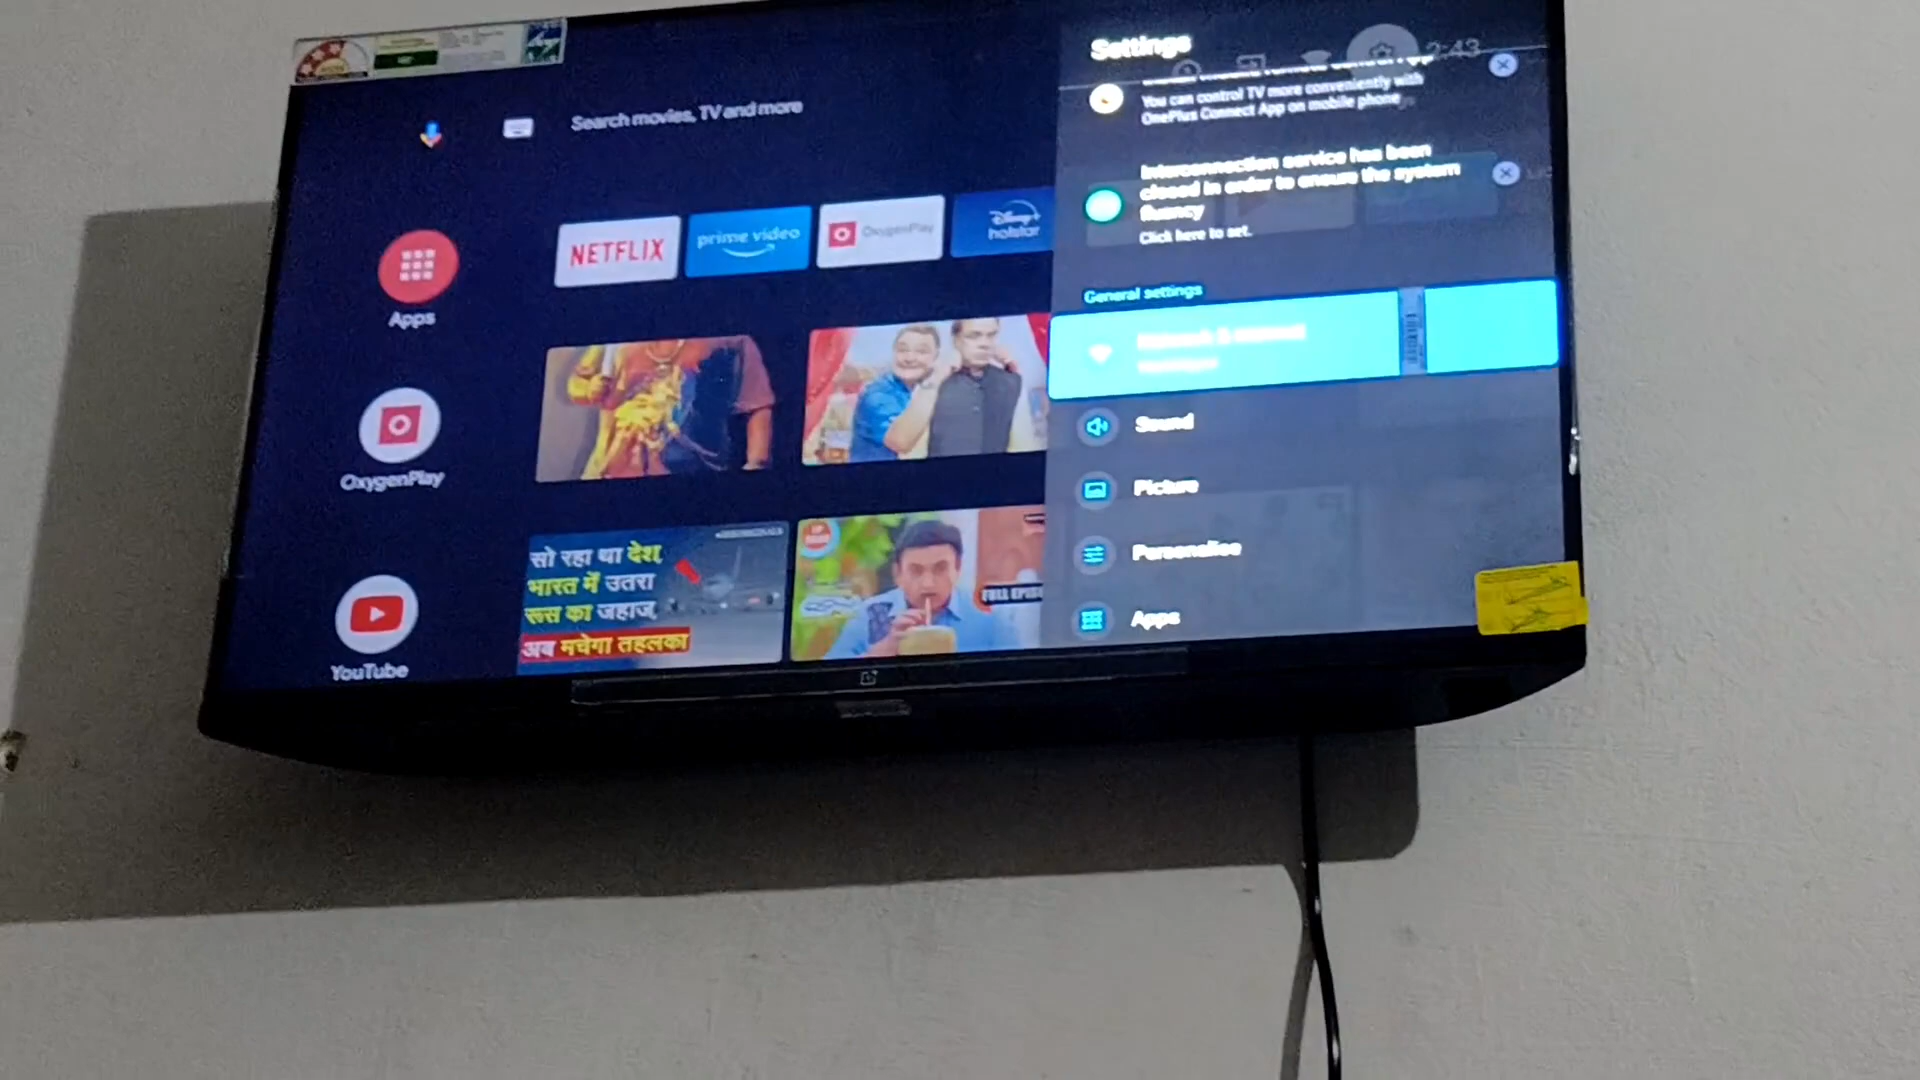 Settings
2:43
You can control TV more conveniently with
OnePlus Connect App on mobile phone
Search movies, TV and more
Interconnection service has been
closed in order to ensure the system
fluency
Click here to set.
NETFLIX
prime video
OxygenPlay
Disney+
hotstar
General settings
Apps
Sound
OxygenPlay
Picture
Personalise
सो रहा था देश,
भारत में उतरा
रूस का जहाज,
अब मचेगा तहलका
FULL EPIS
Apps
YouTube